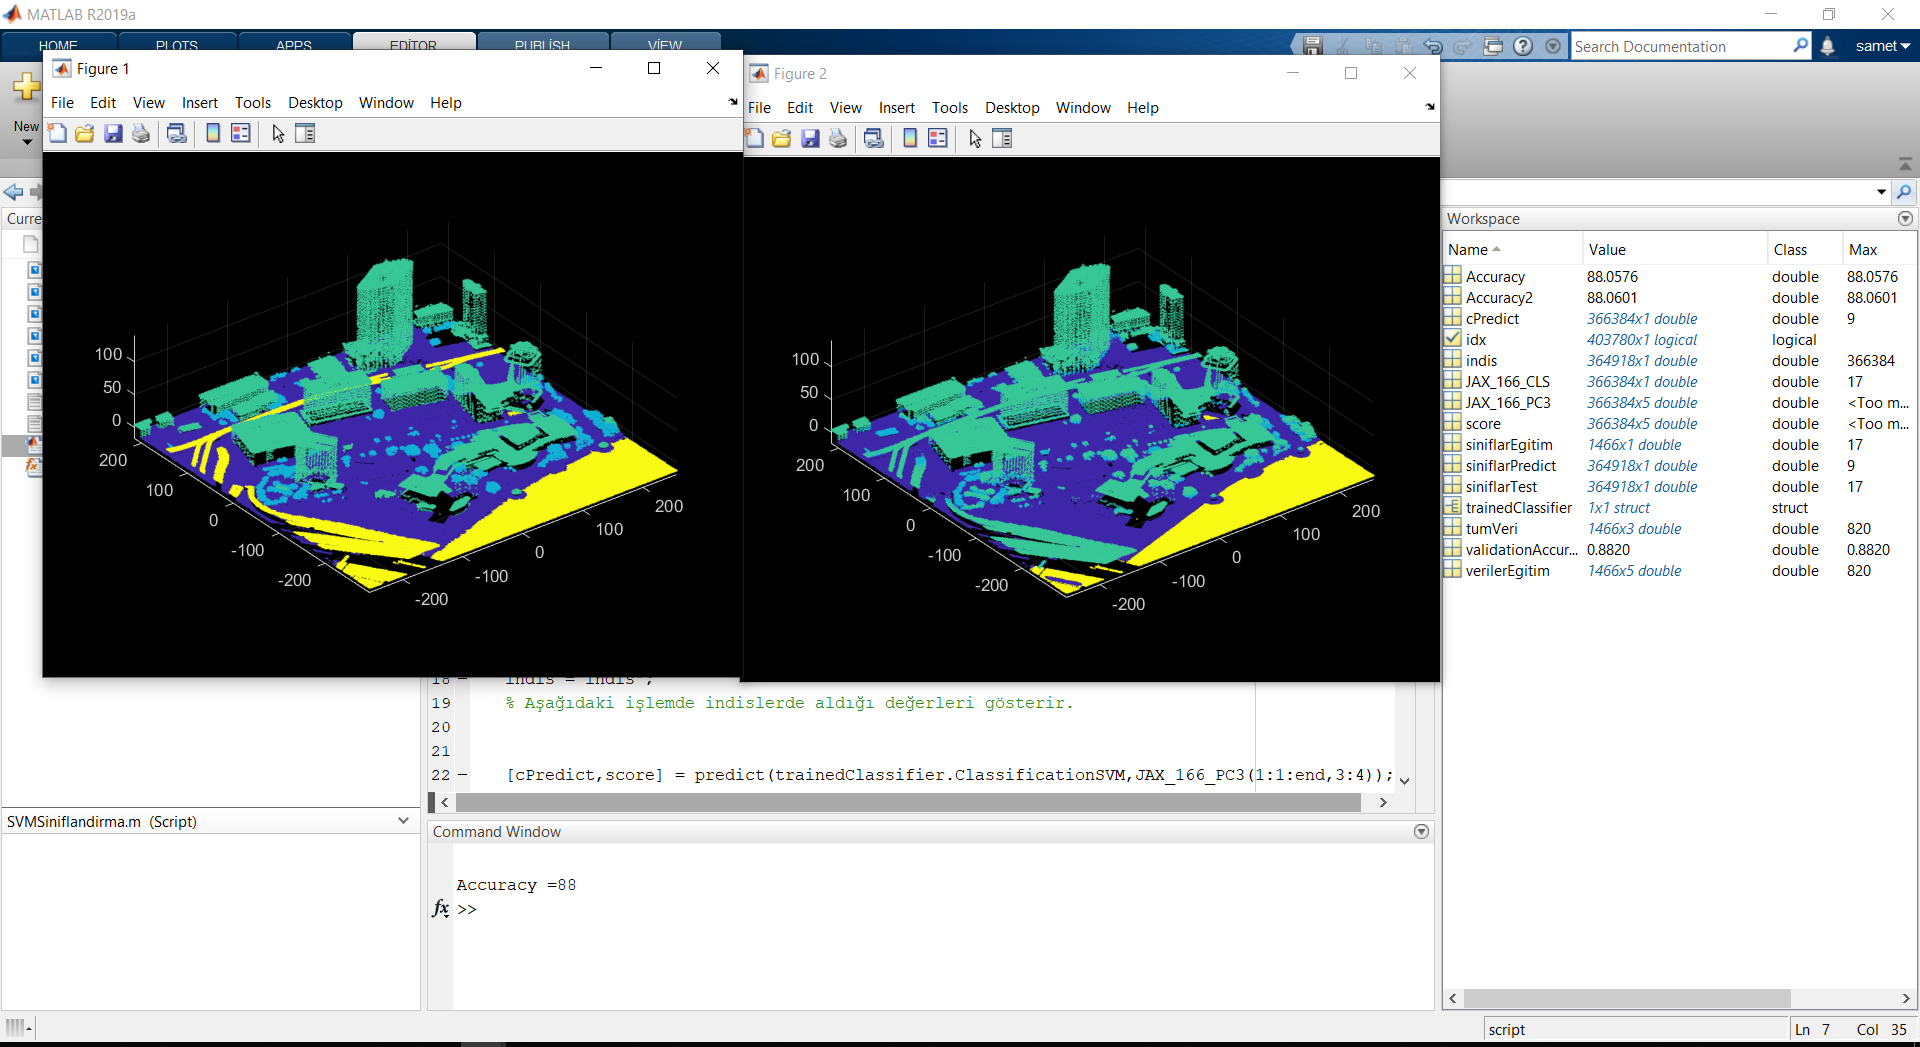 MATLAB R2019a
HOME PLOTS APPS EDİTOR PUBLİSH VİEW
Search Documentation
samet
New
Figure 1
File Edit View Insert Tools Desktop Window Help
100
50
0
200
100
0
-100
-200
-200
-100
0
100
200
Figure 2
File Edit View Insert Tools Desktop Window Help
100
50
0
200
100
0
-100
-200
-200
-100
0
100
200
Curre
18 indis = indis';
19 % Aşağıdaki işlemde indislerde aldığı değerleri gösterir.
20
21
22 [cPredict,score] = predict(trainedClassifier.ClassificationSVM,JAX_166_PC3(1:1:end,3:4));
SVMSiniflandirma.m (Script)
Command Window
Accuracy =88
fx >>
Workspace
Name Value Class Max
Accuracy 88.0576 double 88.0576
Accuracy2 88.0601 double 88.0601
cPredict 366384x1 double double 9
idx 403780x1 logical logical
indis 364918x1 double double 366384
JAX_166_CLS 366384x1 double double 17
JAX_166_PC3 366384x5 double double <Too m...
score 366384x5 double double <Too m...
siniflarEgitim 1466x1 double double 17
siniflarPredict 364918x1 double double 9
siniflarTest 364918x1 double double 17
trainedClassifier 1x1 struct struct
tumVeri 1466x3 double double 820
validationAccur... 0.8820 double 0.8820
verilerEgitim 1466x5 double double 820
script
Ln 7 Col 35